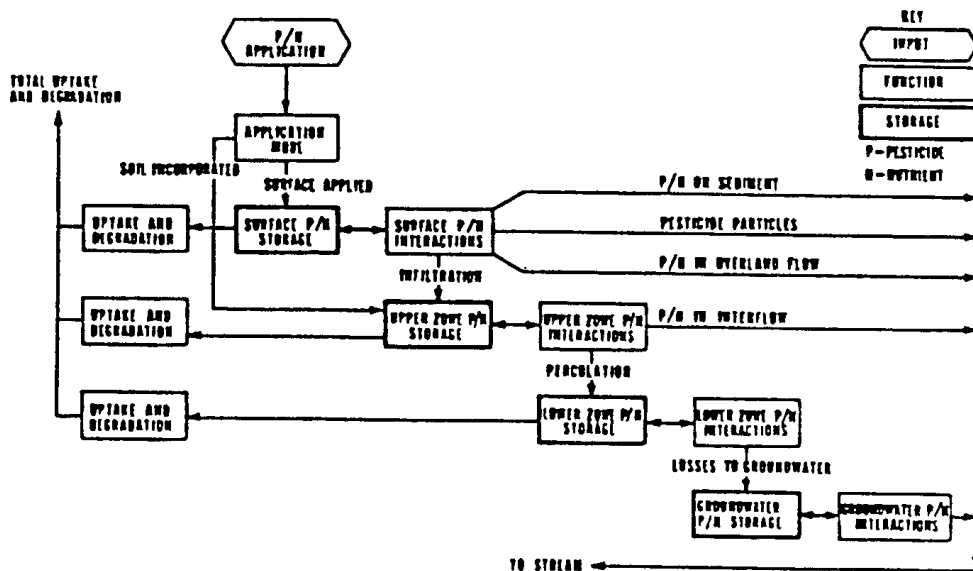 P/N
APPLICATION
KEY
INPUT
FUNCTION
STORAGE
P-PESTICIDE
N-NUTRIENT
TOTAL UPTAKE
AND DEGRADATION
APPLICATION
MODE
SOIL INCORPORATED
SURFACE APPLIED
UPTAKE AND
DEGRADATION
SURFACE P/N
STORAGE
SURFACE P/N
INTERACTIONS
P/N ON SEDIMENT
PESTICIDE PARTICLES
P/N IN OVERLAND FLOW
INFILTRATION
UPTAKE AND
DEGRADATION
UPPER ZONE P/N
STORAGE
UPPER ZONE P/N
INTERACTIONS
P/N IN INTERFLOW
PERCOLATION
UPTAKE AND
DEGRADATION
LOWER ZONE P/N
STORAGE
LOWER ZONE P/N
INTERACTIONS
LOSSES TO GROUNDWATER
GROUNDWATER
P/N STORAGE
GROUNDWATER P/N
INTERACTIONS
TO STREAM